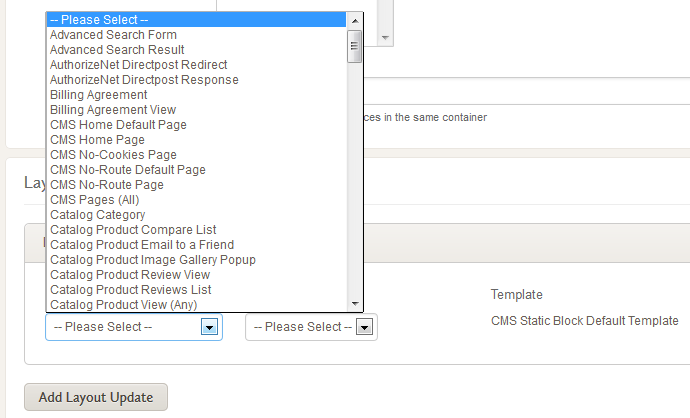 -- Please Select --
Advanced Search Form
Advanced Search Result
AuthorizeNet Directpost Redirect
AuthorizeNet Directpost Response
Billing Agreement
Billing Agreement View
CMS Home Default Page
CMS Home Page
CMS No-Cookies Page
CMS No-Route Default Page
CMS No-Route Page
CMS Pages (All)
Catalog Category
Catalog Product Compare List
Catalog Product Email to a Friend
Catalog Product Image Gallery Popup
Catalog Product Review View
Catalog Product Reviews List
Catalog Product View (Any)
ces in the same container
Lay
Template
-- Please Select --
-- Please Select --
CMS Static Block Default Template
Add Layout Update